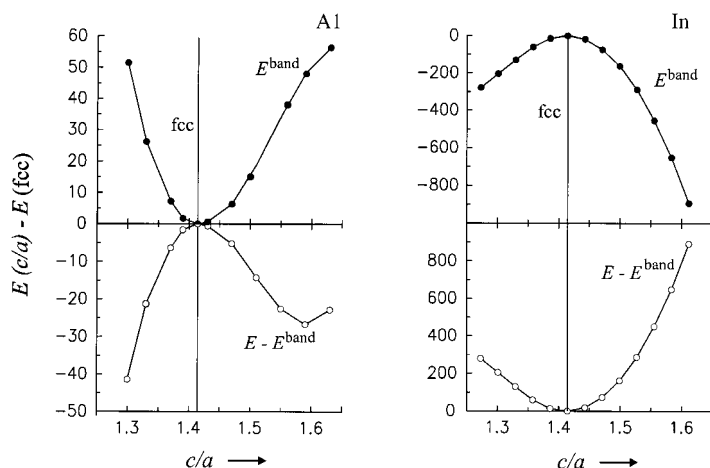 Al
In
60
50
40
30
20
10
0
−10
−20
−30
−40
−50
E (c/a) - E (fcc)
E^band
fcc
E - E^band
1.3 1.4 1.5 1.6
c/a →
0
−200
−400
−600
−800
800
600
400
200
0
E^band
fcc
E - E^band
1.3 1.4 1.5 1.6
c/a →